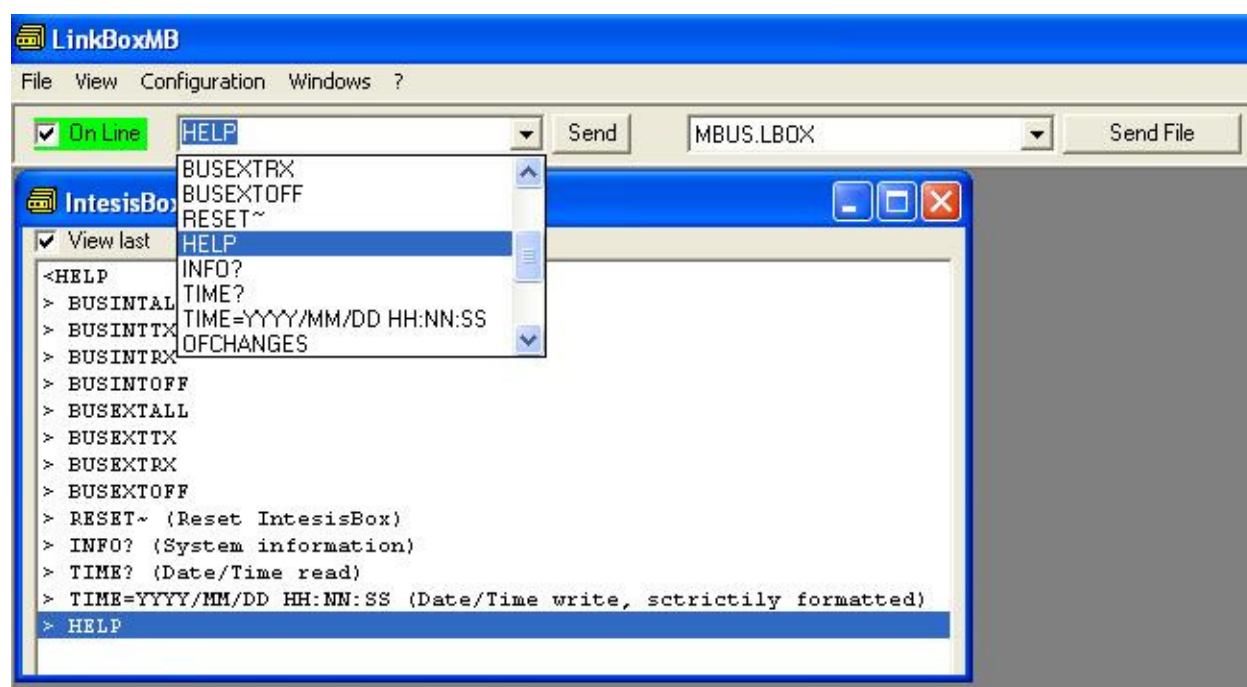 LinkBoxMB
File View Configuration Windows ?
On Line HELP Send MBUS.LBOX Send File
BUSEXTRX
BUSEXTOFF
RESET~
HELP
INFO?
TIME?
TIME=YYYY/MM/DD HH:NN:SS
OFCHANGES
View last
<HELP
> BUSINTTX
> BUSINTRX
> BUSINTOFF
> BUSEXTALL
> BUSEXTTX
> BUSEXTRX
> BUSEXTOFF
> RESET~ (Reset IntesisBox)
> INFO? (System information)
> TIME? (Date/Time read)
> TIME=YYYY/MM/DD HH:NN:SS (Date/Time write, sctrictily formatted)
> HELP